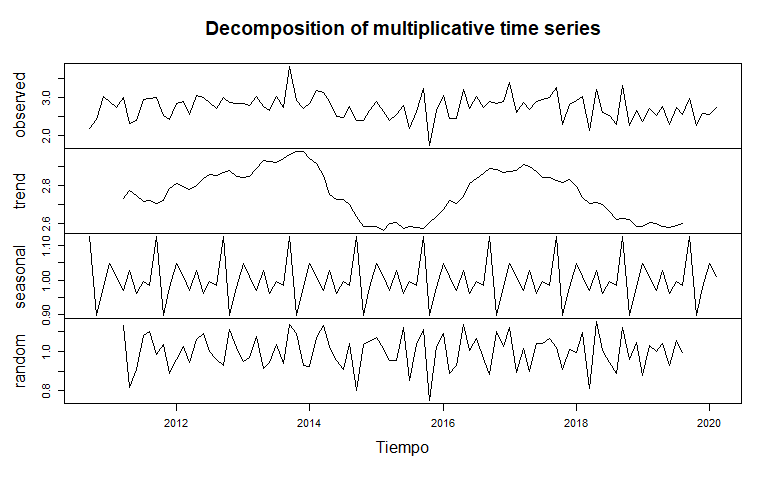 Decomposition of multiplicative time series
observed
2.0 3.0
trend
2.6 2.8
seasonal
0.90 1.00 1.10
random
0.8 1.0
2012 2014 2016 2018 2020
Tiempo